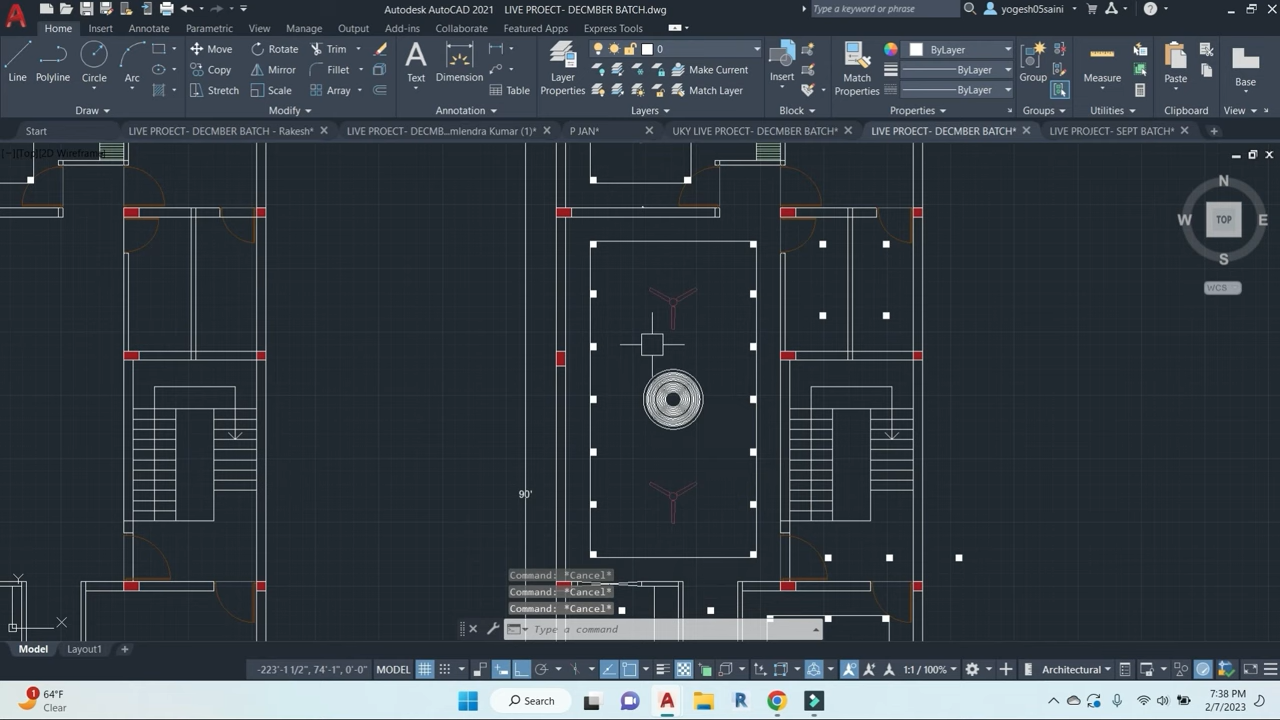 Autodesk AutoCAD 2021 LIVE PROECT- DECMBER BATCH.dwg
Type a keyword or phrase
yogesh05saini
Home Insert Annotate Parametric View Manage Output Add-ins Collaborate Featured Apps Express Tools
Line Polyline Circle Arc
Move Rotate Trim
Copy Mirror Fillet
Stretch Scale Array
Text Dimension Table
Layer Properties
0
Make Current
Match Layer
Insert
Match Properties
ByLayer
ByLayer
ByLayer
Group
Measure
Paste
Base
Draw Modify Annotation Layers Block Properties Groups Utilities Clipboard View
Start LIVE PROECT- DECMBER BATCH - Rakesh* LIVE PROECT- DECMB...mlendra Kumar (1)* P JAN* UKY LIVE PROECT- DECMBER BATCH* LIVE PROECT- DECMBER BATCH* LIVE PROJECT- SEPT BATCH*
[−][Top][2D Wireframe]
N
W TOP E
S
WCS
90'
Command: *Cancel*
Command: *Cancel*
Command: *Cancel*
Type a command
Y
X
Model Layout1
-223'-1 1/2", 74'-1", 0'-0" MODEL 1:1 / 100% Architectural
1 64°F
Clear
Search
7:38 PM
2/7/2023